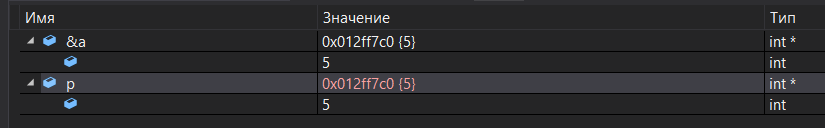 Имя Значение Тип
&a 0x012ff7c0 {5} int *
5 int
p 0x012ff7c0 {5} int *
5 int